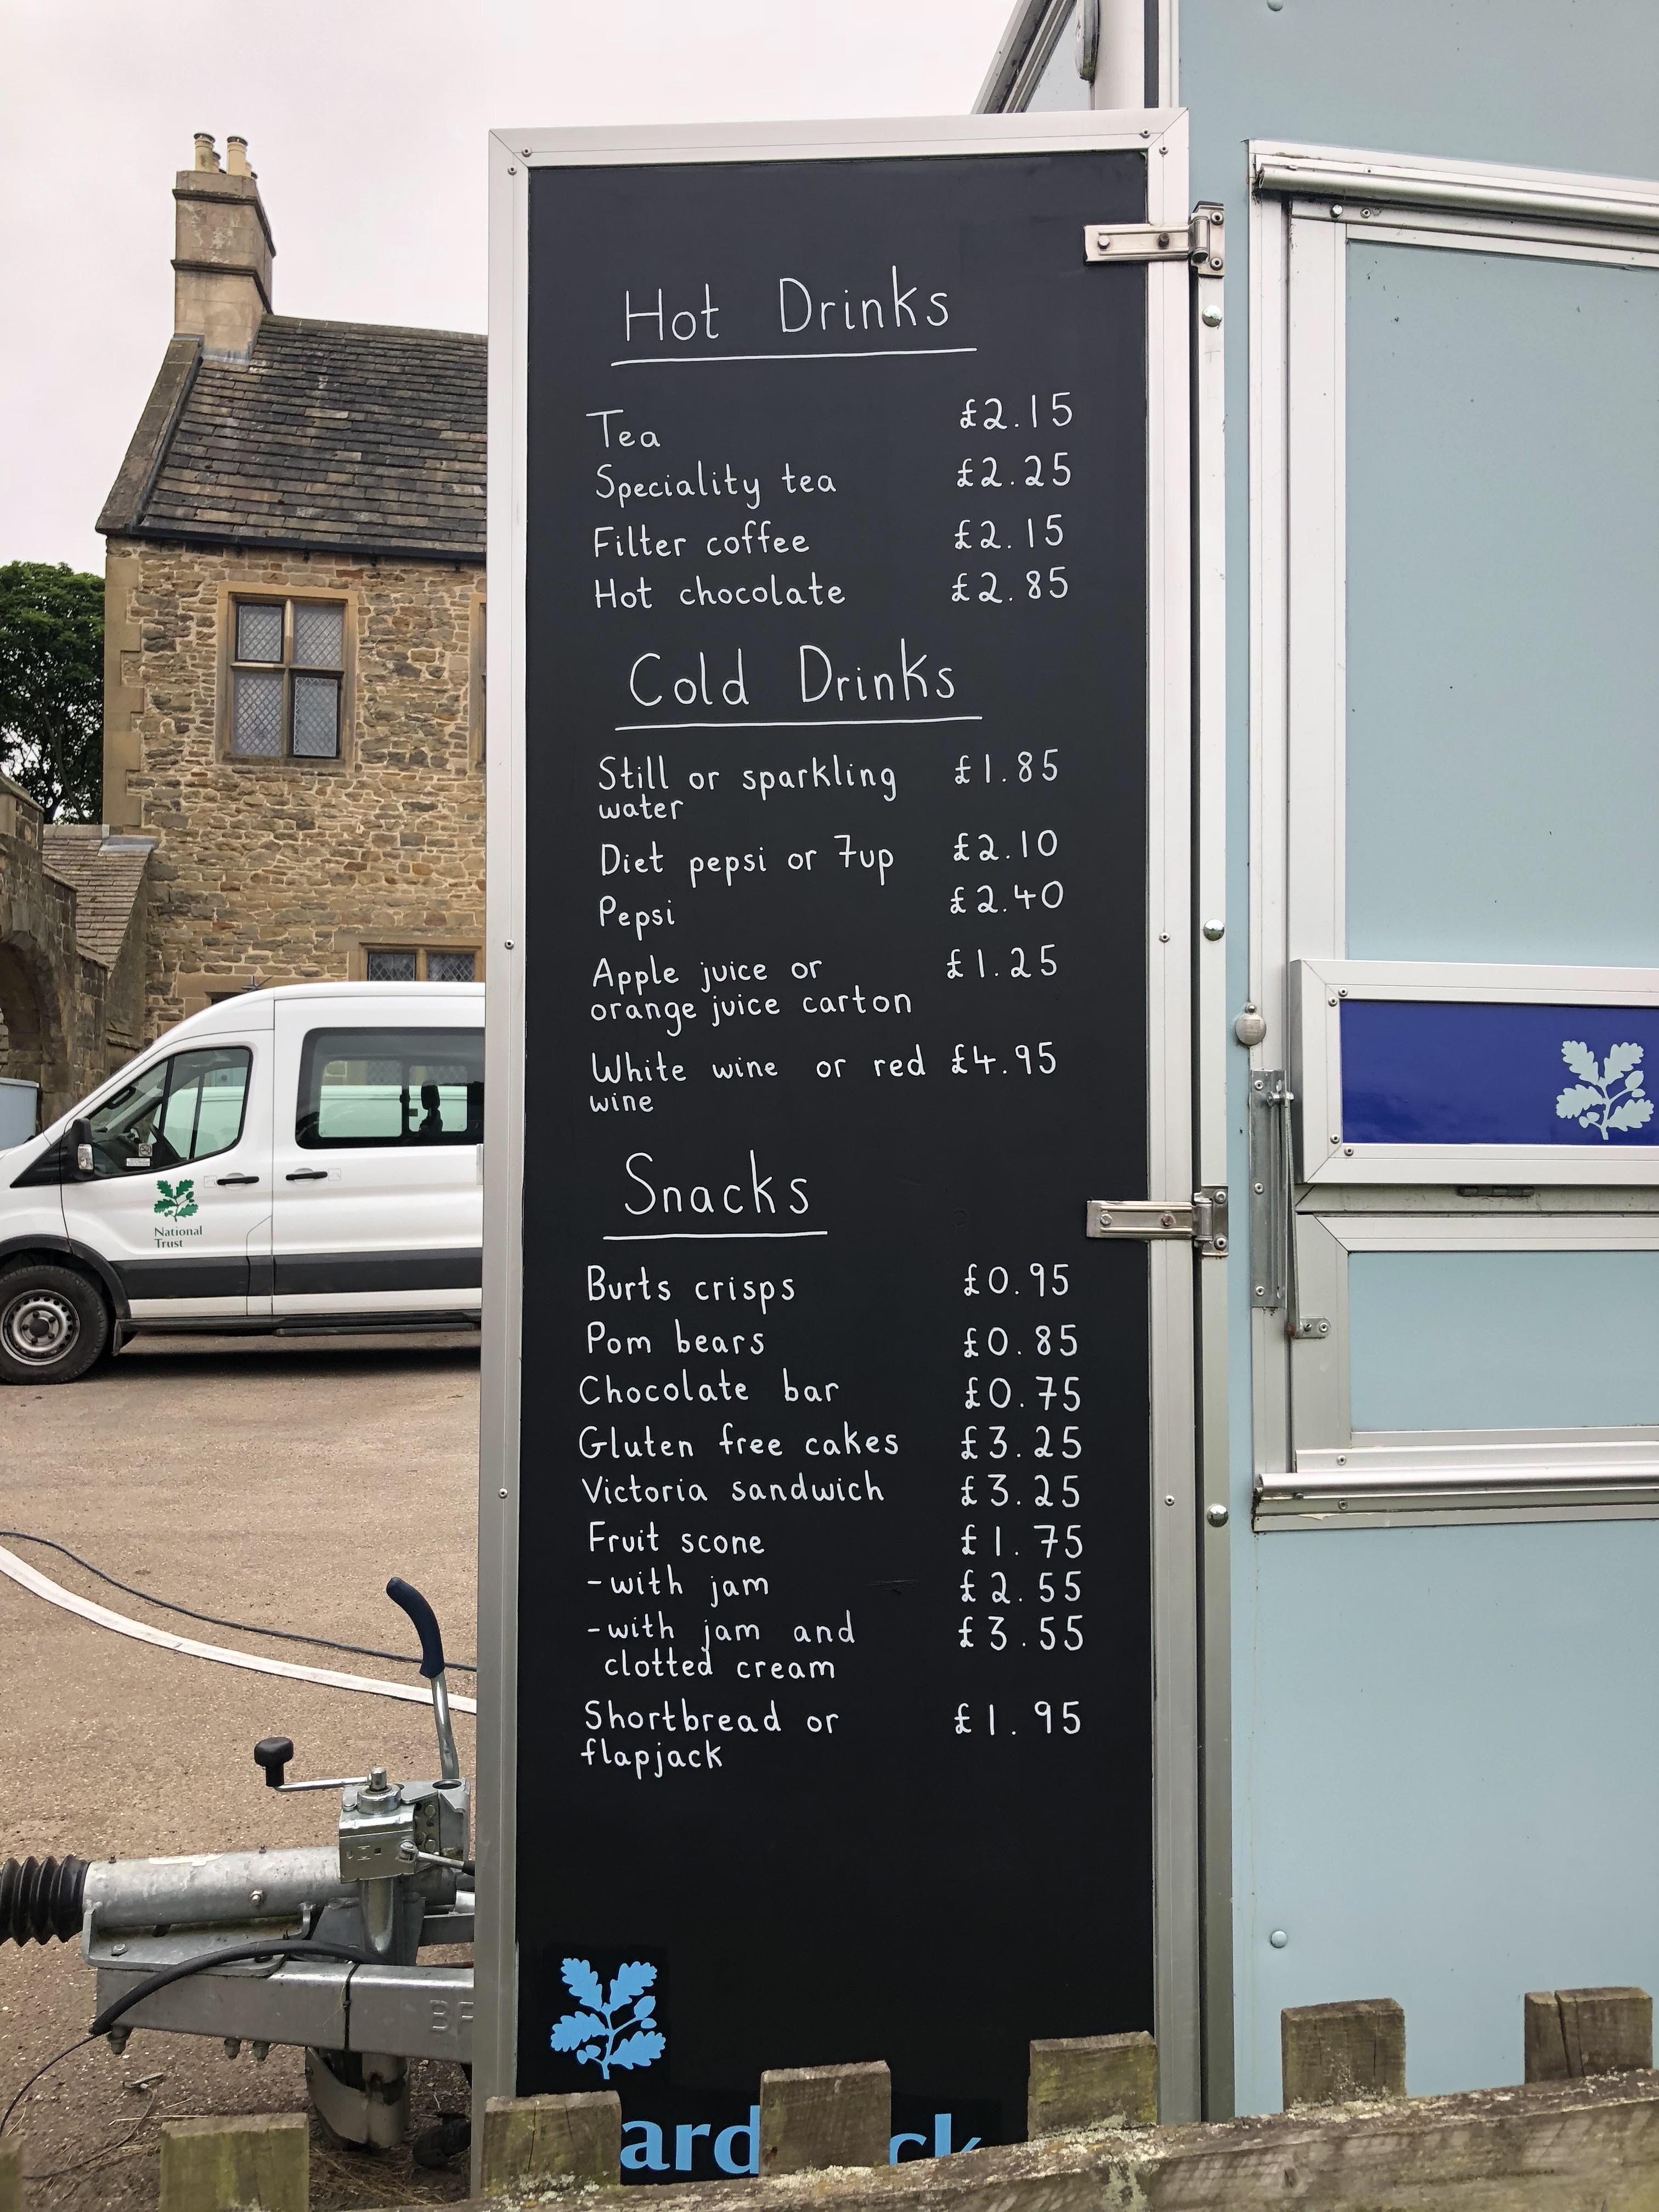 Hot Drinks
Tea £2.15
Speciality tea £2.25
Filter coffee £2.15
Hot chocolate £2.85
Cold Drinks
Still or sparkling £1.85
water
Diet pepsi or 7up £2.10
Pepsi £2.40
Apple juice or £1.25
orange juice carton
White wine or red £4.95
wine
Snacks
Burts crisps £0.95
Pom bears £0.85
Chocolate bar £0.75
Gluten free cakes £3.25
Victoria sandwich £3.25
Fruit scone £1.75
-with jam £2.55
-with jam and £3.55
clotted cream
Shortbread or £1.95
flapjack
National
Trust